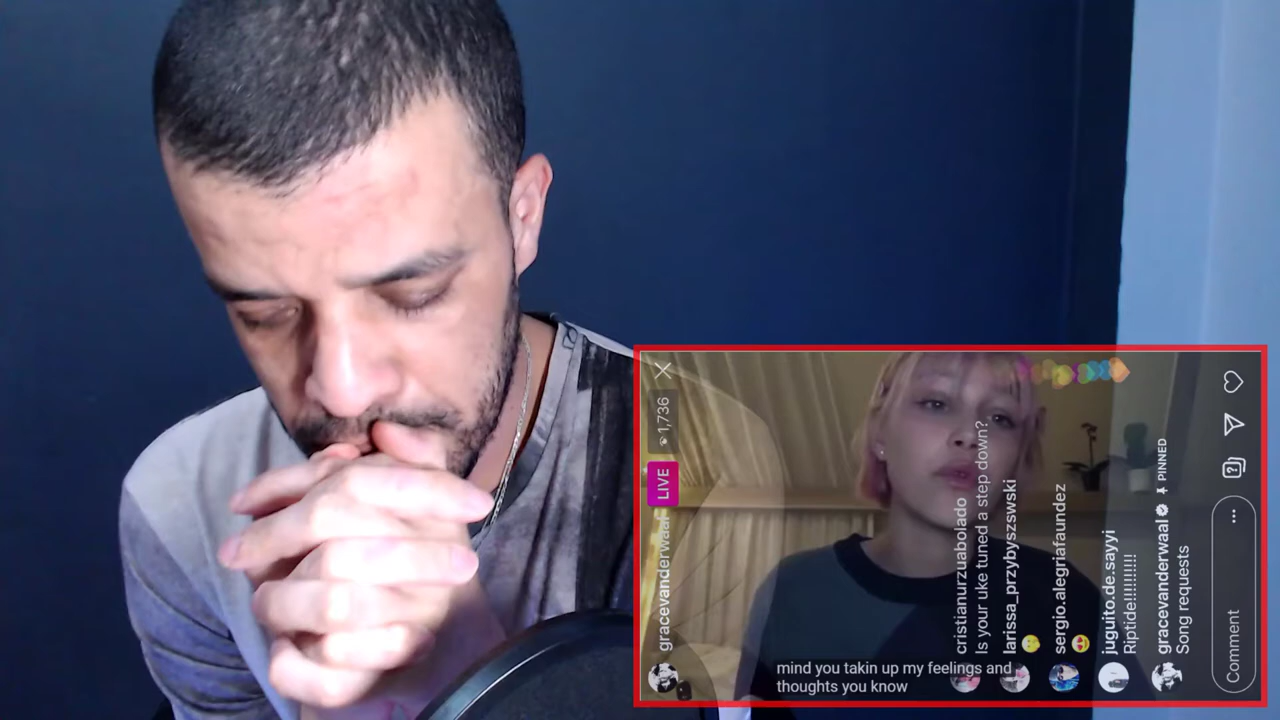 gracevanderwaal
LIVE
1,736
cristianurzuabolado
Is your uke tuned a step down?
larissa_przybyszswski
sergio.alegriafaundez
juguito.de.sayyi
Riptide!!!!!!!!!!
gracevanderwaal PINNED
Song requests
Comment
mind you takin up my feelings and
thoughts you know